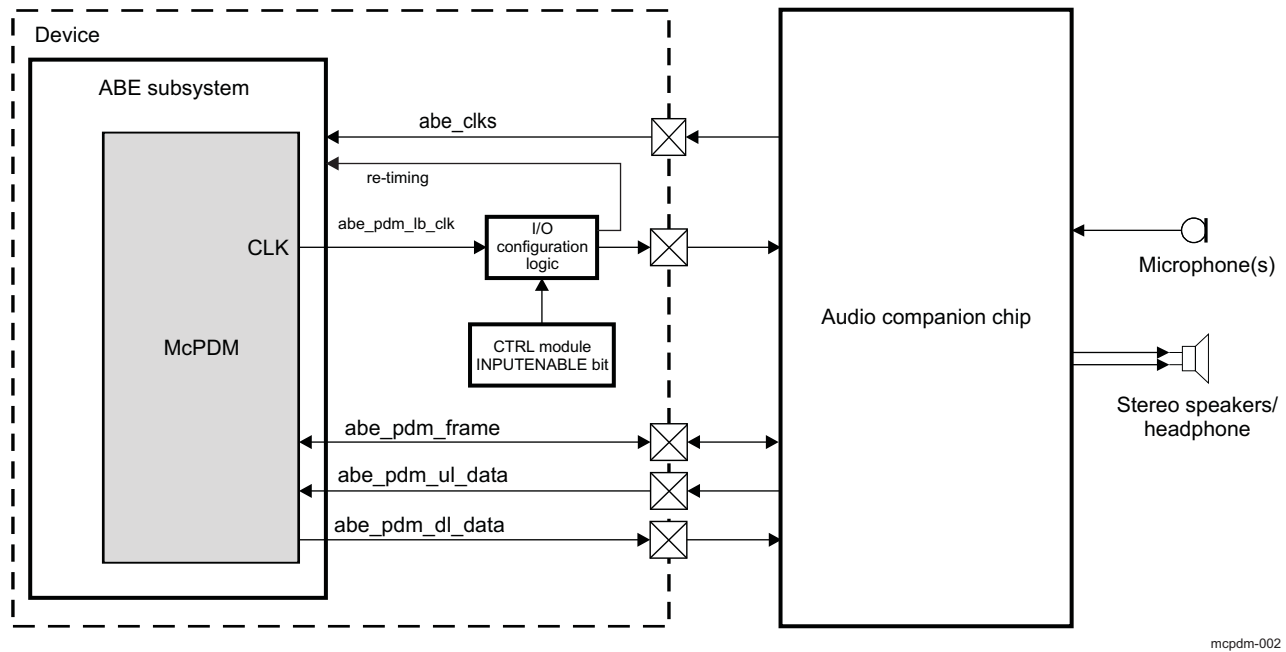 Device
ABE subsystem
abe_clks
re-timing
abe_pdm_lb_clk
CLK
I/O
configuration
logic
McPDM
CTRL module
INPUTENABLE bit
abe_pdm_frame
abe_pdm_ul_data
abe_pdm_dl_data
Audio companion chip
Microphone(s)
Stereo speakers/
headphone
mcpdm-002